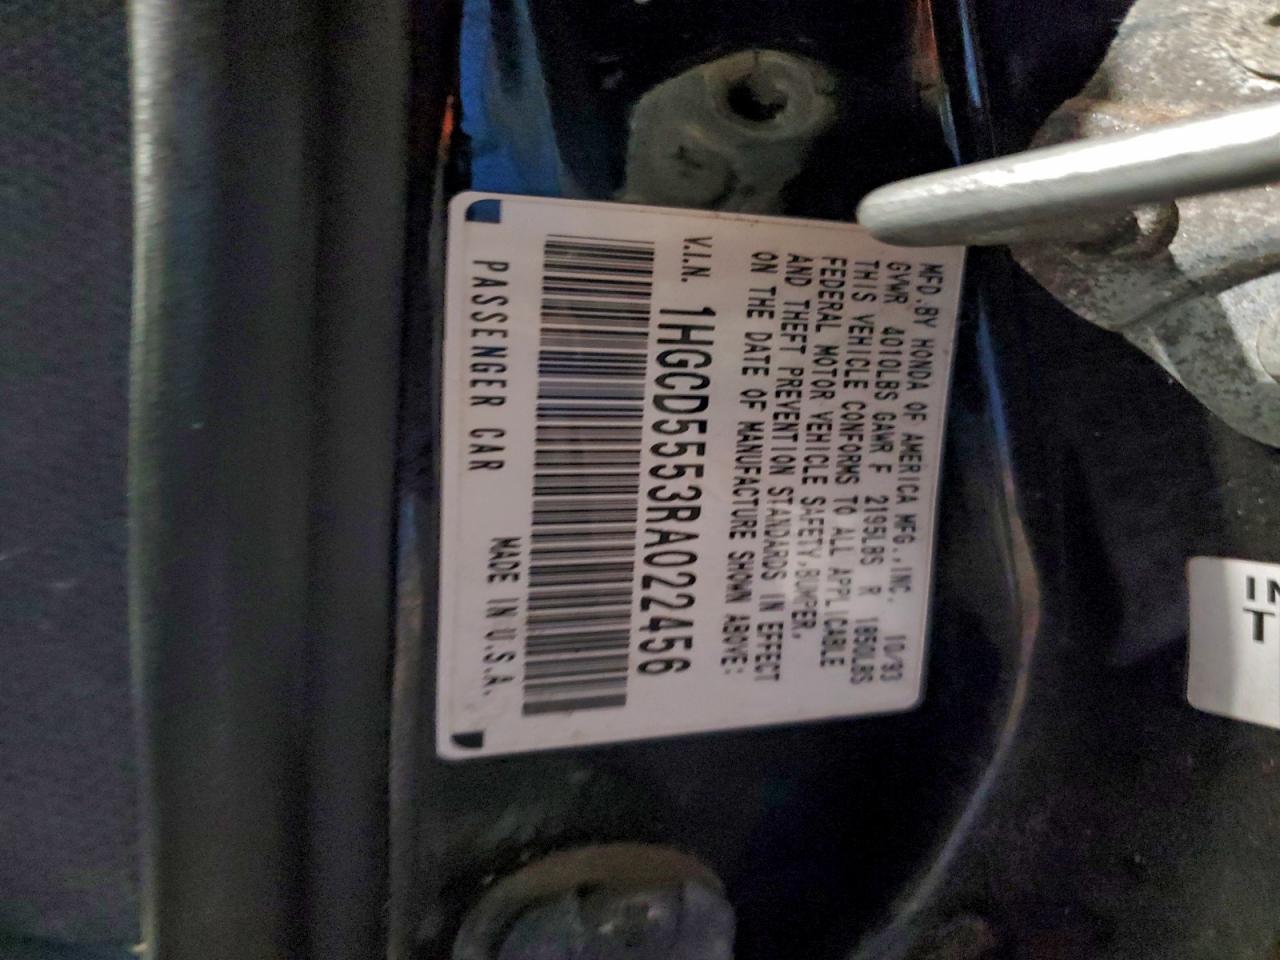 MFD. BY HONDA OF AMERICA MFG., INC. 10/93
GVWR 4010LBS GAWR F 2195LBS R 1850LBS
THIS VEHICLE CONFORMS TO ALL APPLICABLE
FEDERAL MOTOR VEHICLE SAFETY, BUMPER,
AND THEFT PREVENTION STANDARDS IN EFFECT
ON THE DATE OF MANUFACTURE SHOWN ABOVE.
V.I.N. 1HGCD5553RA022456
PASSENGER CAR MADE IN U.S.A.